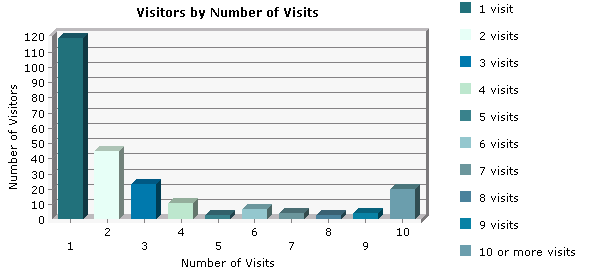 Visitors by Number of Visits
120
110
100
90
80
70
60
50
40
30
20
10
0
Number of Visitors
1 2 3 4 5 6 7 8 9 10
Number of Visits
1 visit
2 visits
3 visits
4 visits
5 visits
6 visits
7 visits
8 visits
9 visits
10 or more visits